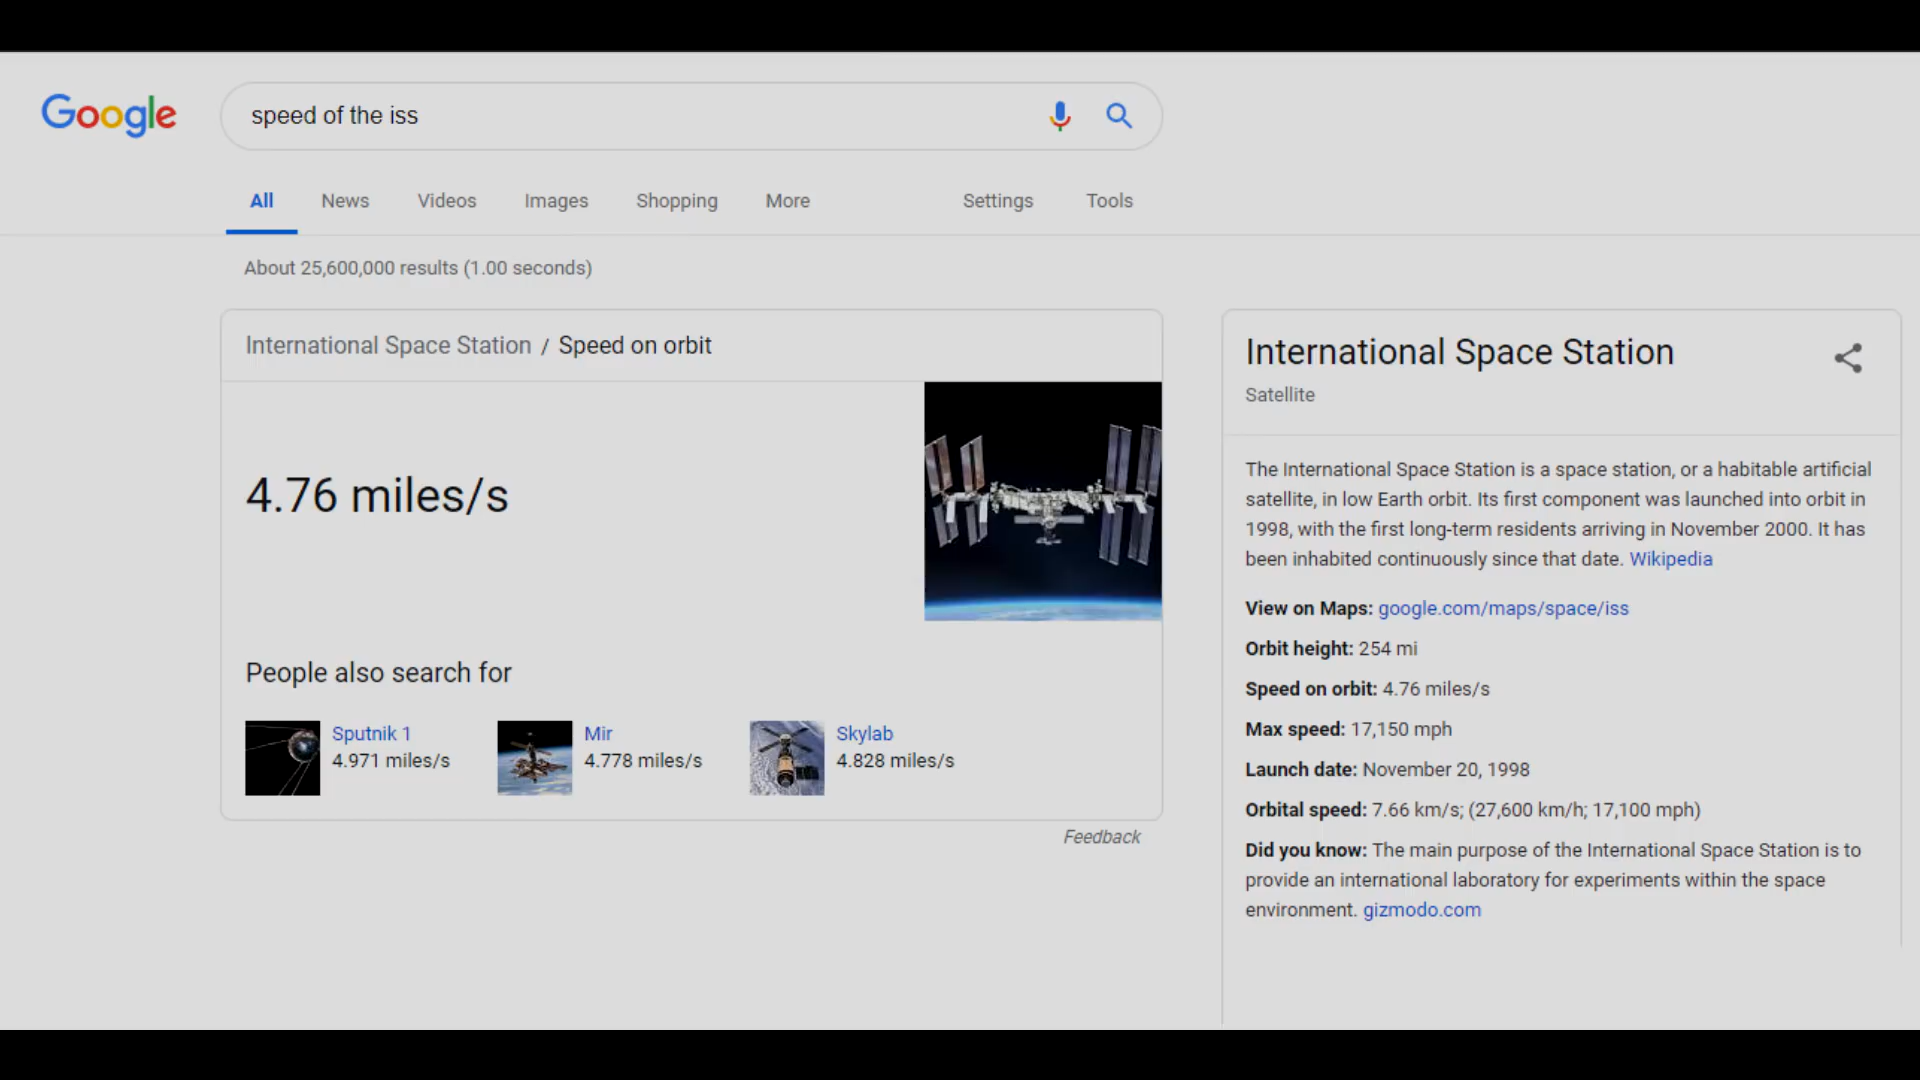 Google
speed of the iss
All News Videos Images Shopping More Settings Tools
About 25,600,000 results (1.00 seconds)
International Space Station / Speed on orbit
4.76 miles/s
People also search for
Sputnik 1
4.971 miles/s
Mir
4.778 miles/s
Skylab
4.828 miles/s
Feedback
International Space Station
Satellite
The International Space Station is a space station, or a habitable artificial
satellite, in low Earth orbit. Its first component was launched into orbit in
1998, with the first long-term residents arriving in November 2000. It has
been inhabited continuously since that date. Wikipedia
View on Maps: google.com/maps/space/iss
Orbit height: 254 mi
Speed on orbit: 4.76 miles/s
Max speed: 17,150 mph
Launch date: November 20, 1998
Orbital speed: 7.66 km/s; (27,600 km/h; 17,100 mph)
Did you know: The main purpose of the International Space Station is to
provide an international laboratory for experiments within the space
environment. gizmodo.com